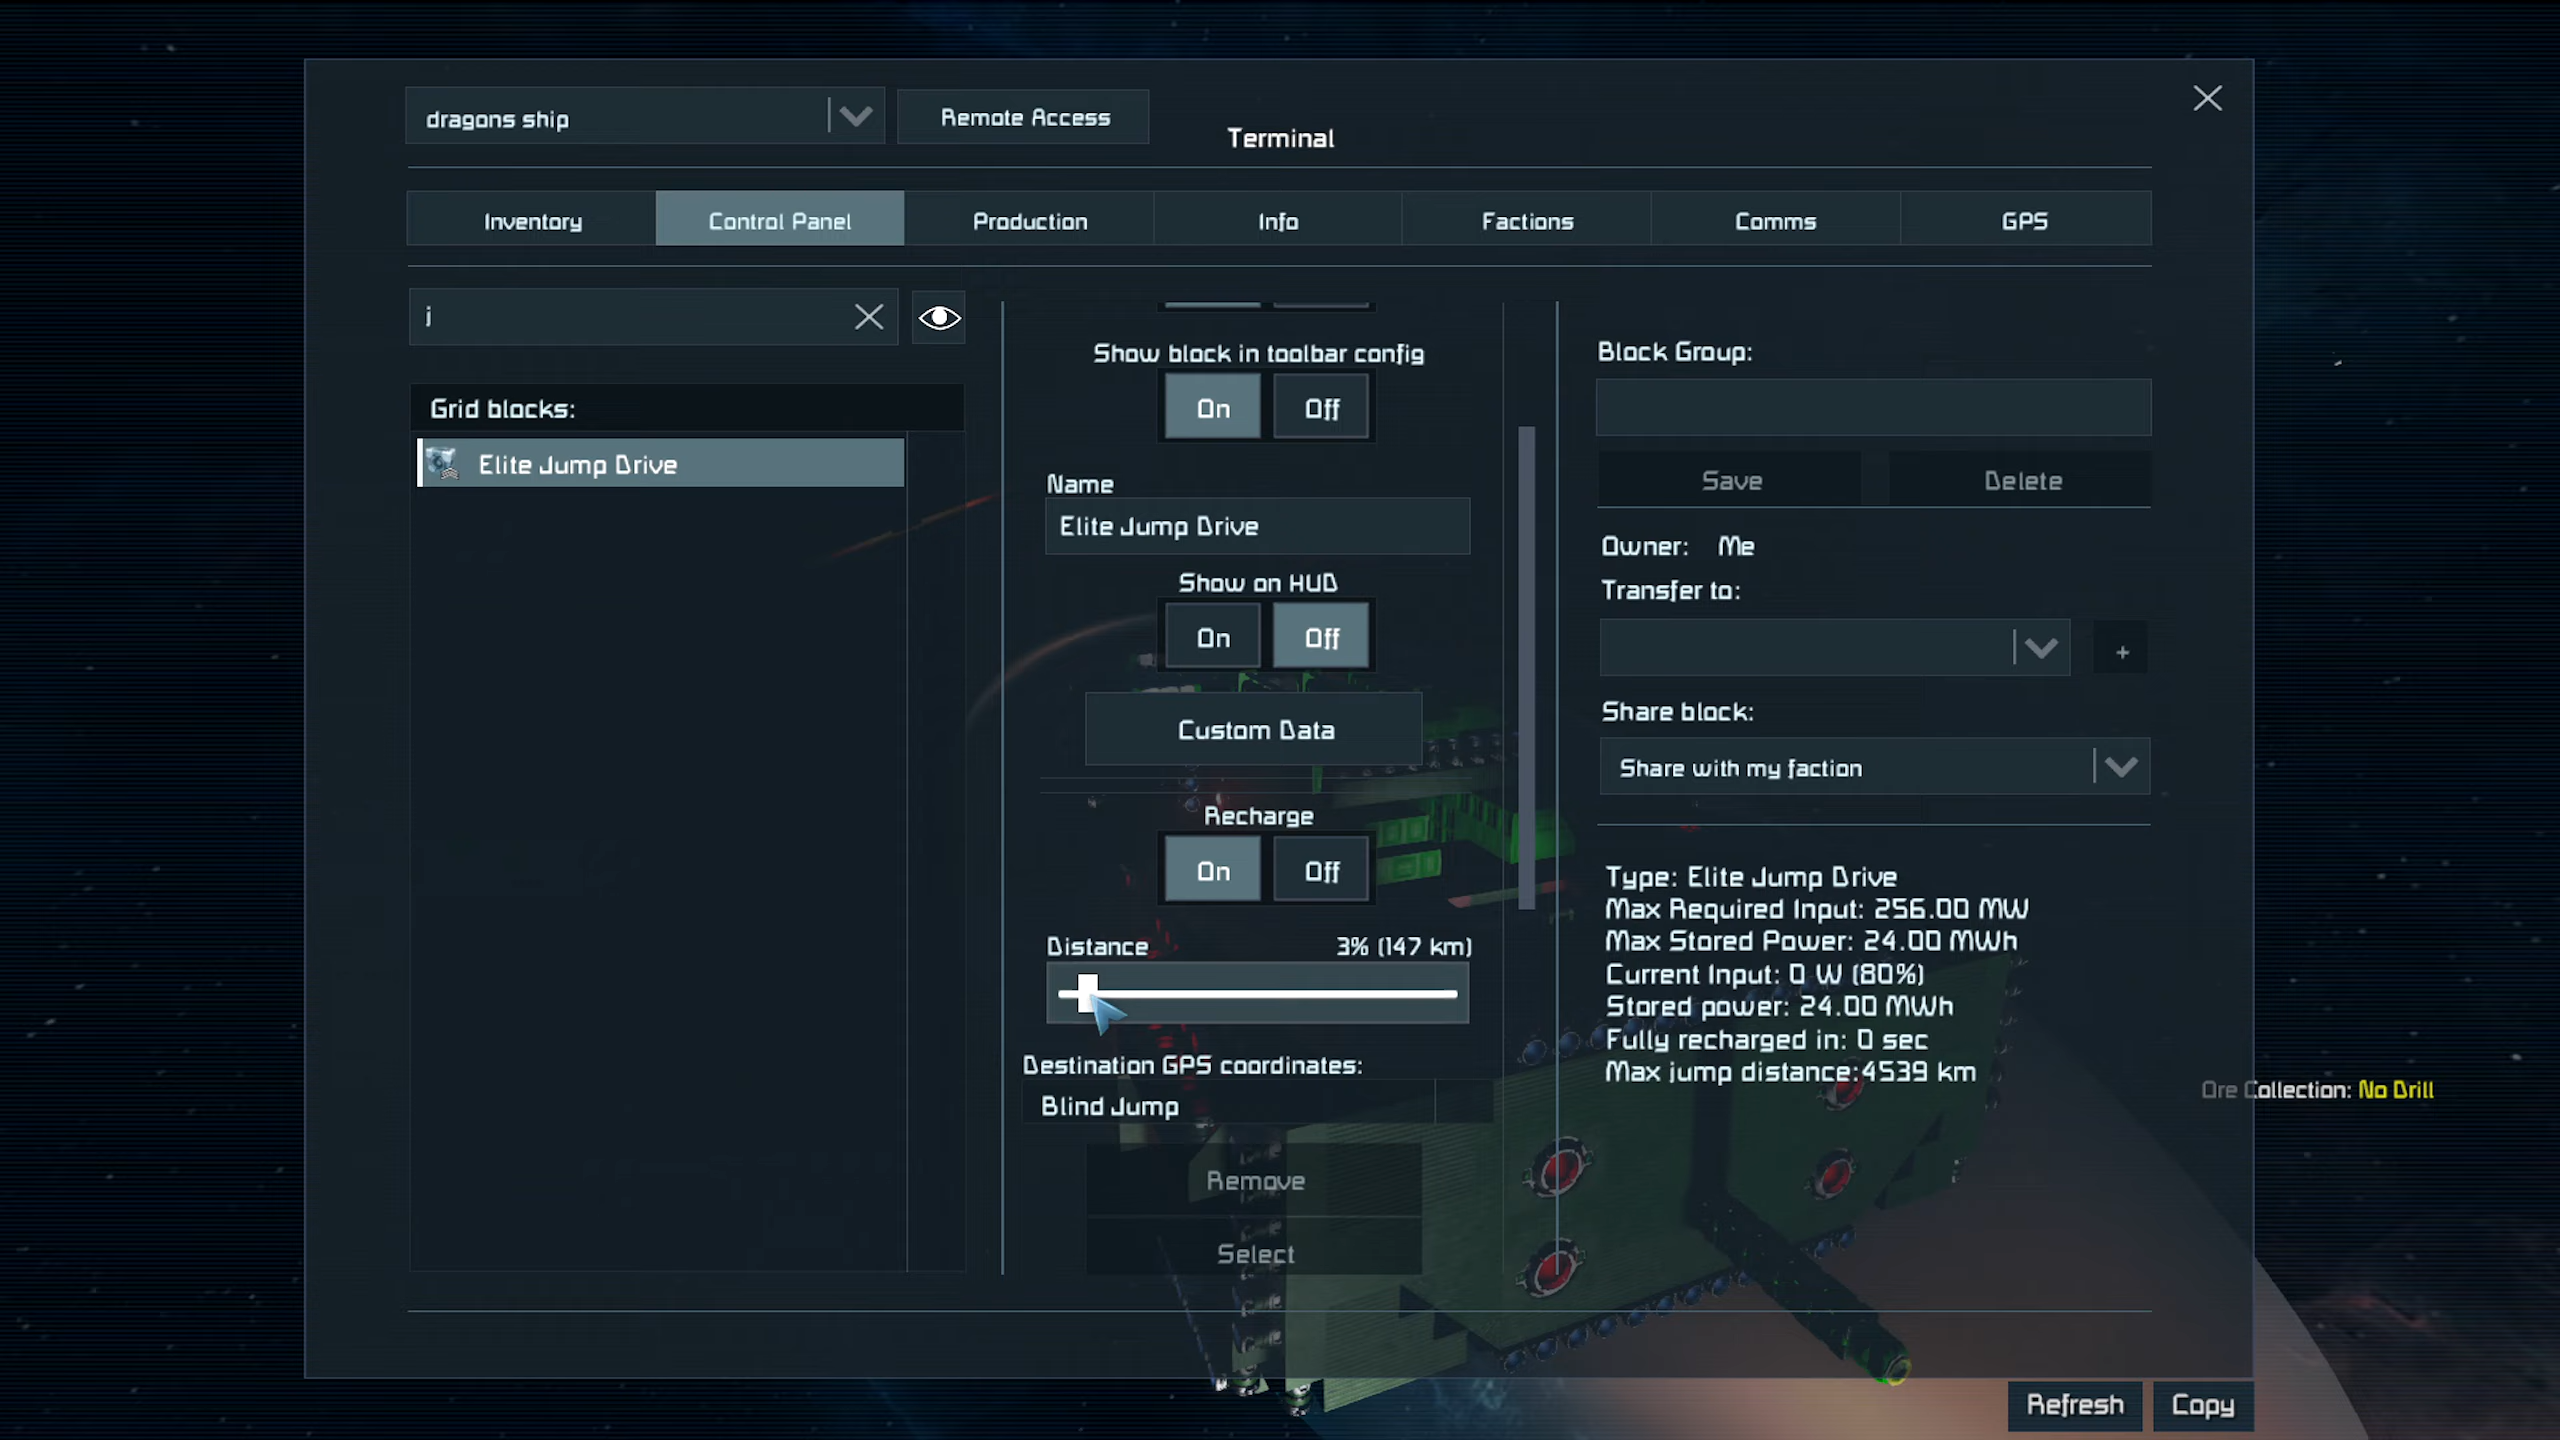 dragons ship
Remote Access
Terminal
Inventory
Control Panel
Production
Info
Factions
Comms
GPS
j
Grid blocks:
Elite Jump Drive
Show block in toolbar config
On
Off
Name
Elite Jump Drive
Show on HUD
On
Off
Custom Data
Recharge
On
Off
Distance
3% (147 km)
Destination GPS coordinates:
Blind Jump
Remove
Select
Block Group:
Save
Delete
Owner: Me
Transfer to:
+
Share block:
Share with my faction
Type: Elite Jump Drive
Max Required Input: 256.00 MW
Max Stored Power: 24.00 MWh
Current Input: 0 W (80%)
Stored power: 24.00 MWh
Fully recharged in: 0 sec
Max jump distance:4539 km
Ore Collection: No Drill
Refresh
Copy